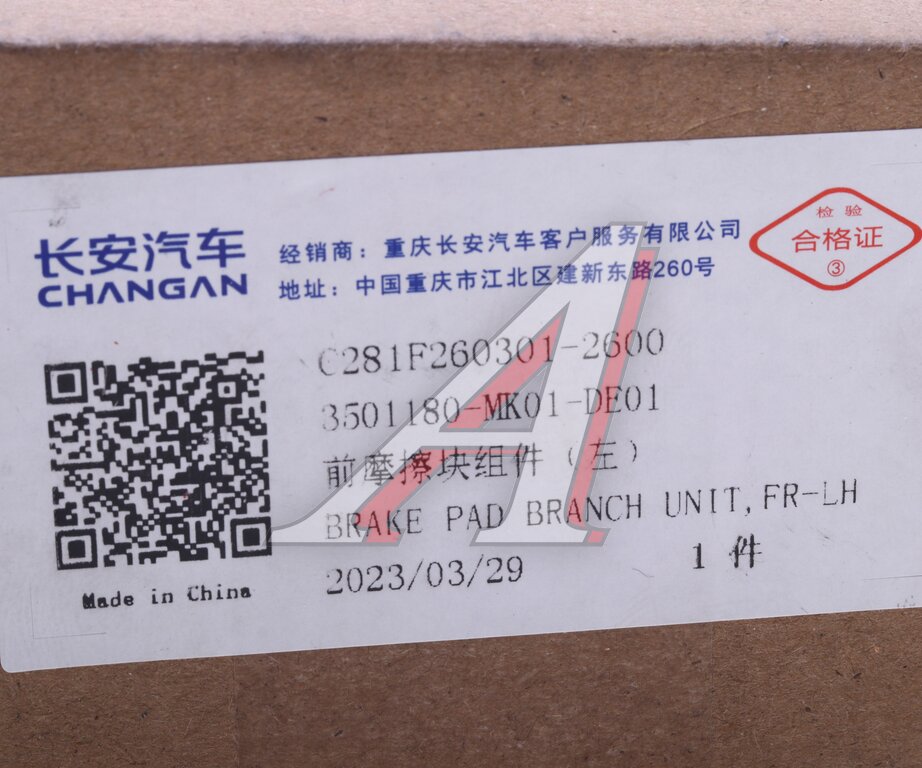 长安汽车
CHANGAN
经销商：重庆长安汽车客户服务有限公司
地址：中国重庆市江北区建新东路260号
检验
合格证
③
C281F260301-2600
3501180-MK01-DE01
前摩擦块组件（左）
BRAKE PAD BRANCH UNIT,FR-LH
2023/03/29
1件
Made in China